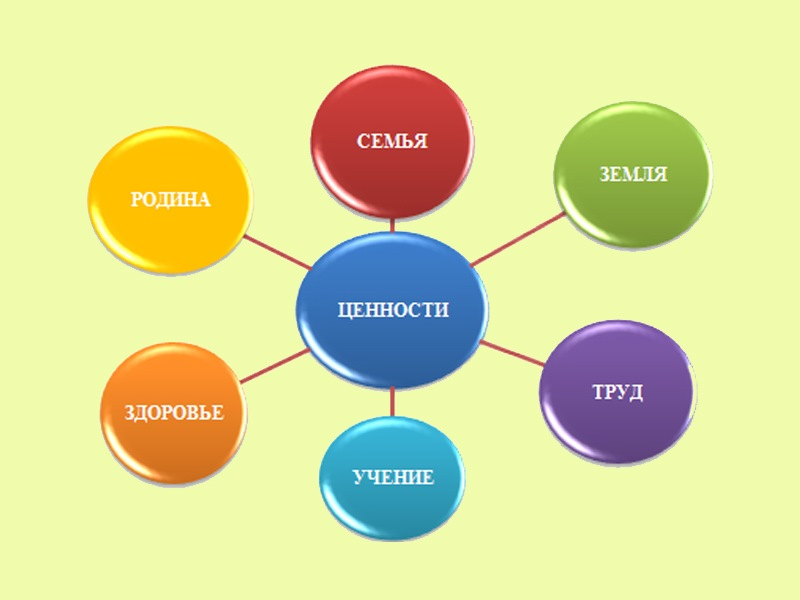 СЕМЬЯ
ЗЕМЛЯ
РОДИНА
ЦЕННОСТИ
ТРУД
ЗДОРОВЬЕ
УЧЕНИЕ